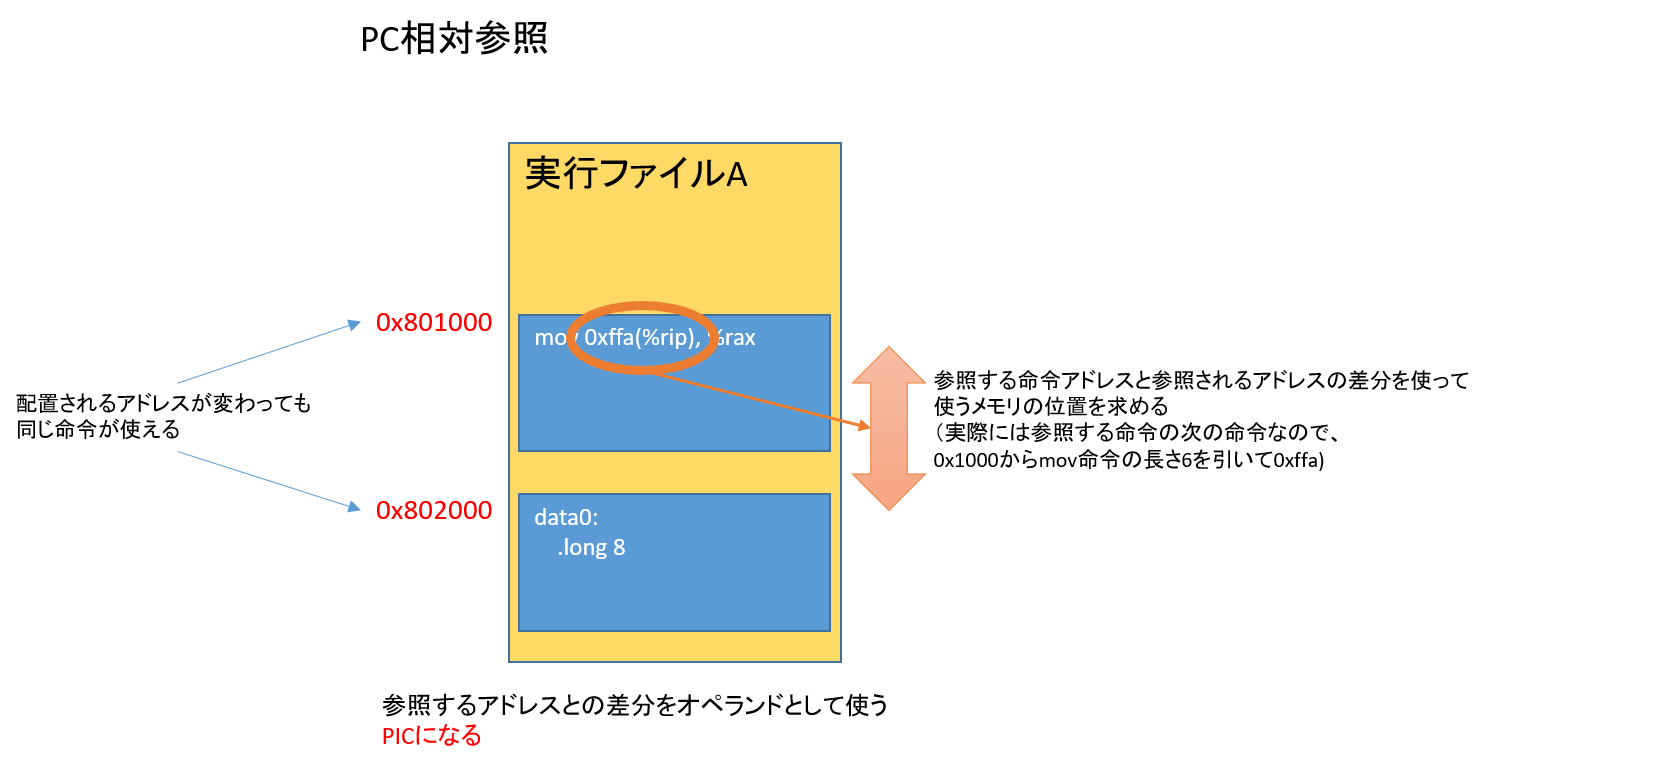 PC相対参照
実行ファイルA
0x801000
mov 0xffa(%rip), %rax
参照する命令アドレスと参照されるアドレスの差分を使って
使うメモリの位置を求める
（実際には参照する命令の次の命令なので、
0x1000からmov命令の長さ6を引いて0xffa)
配置されるアドレスが変わっても
同じ命令が使える
0x802000
data0:
.long 8
参照するアドレスとの差分をオペランドとして使う
PICになる